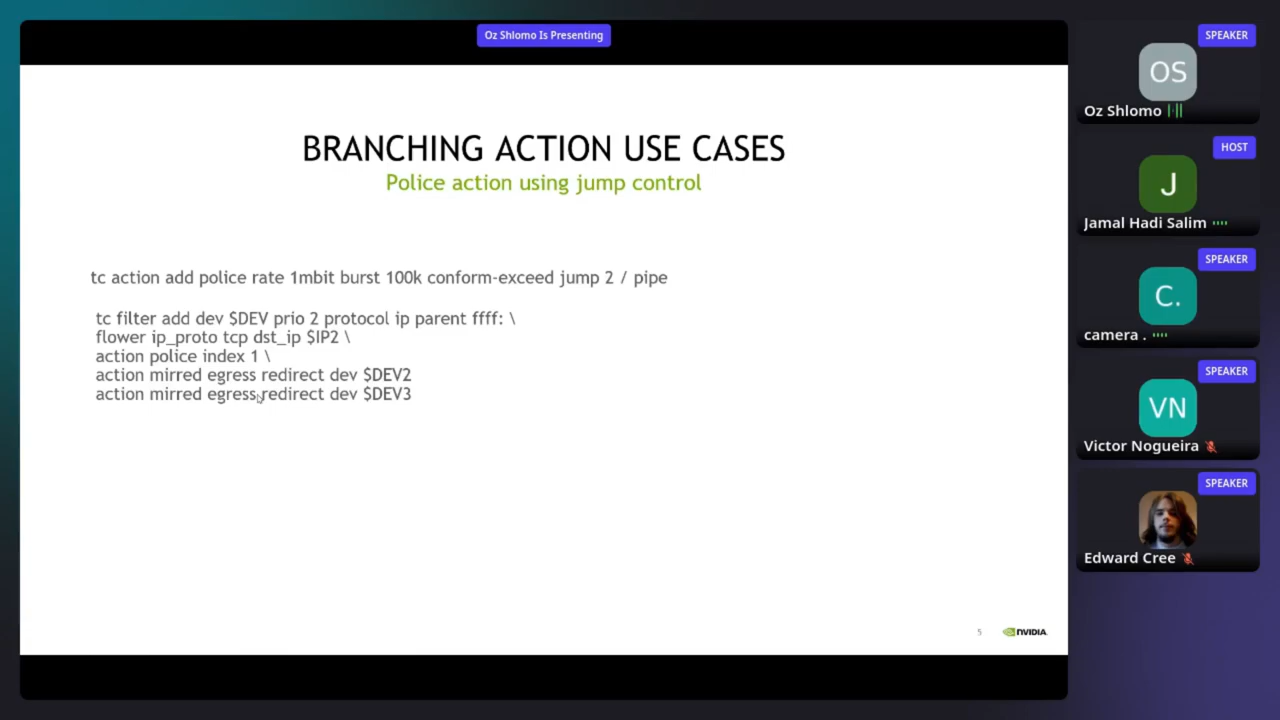 Oz Shlomo Is Presenting
BRANCHING ACTION USE CASES
Police action using jump control
tc action add police rate 1mbit burst 100k conform-exceed jump 2 / pipe
tc filter add dev $DEV prio 2 protocol ip parent ffff: \
flower ip_proto tcp dst_ip $IP2 \
action police index 1 \
action mirred egress redirect dev $DEV2
action mirred egress redirect dev $DEV3
5
NVIDIA.
SPEAKER
OS
Oz Shlomo
HOST
J
Jamal Hadi Salim
SPEAKER
C.
camera .
SPEAKER
VN
Victor Nogueira
SPEAKER
Edward Cree